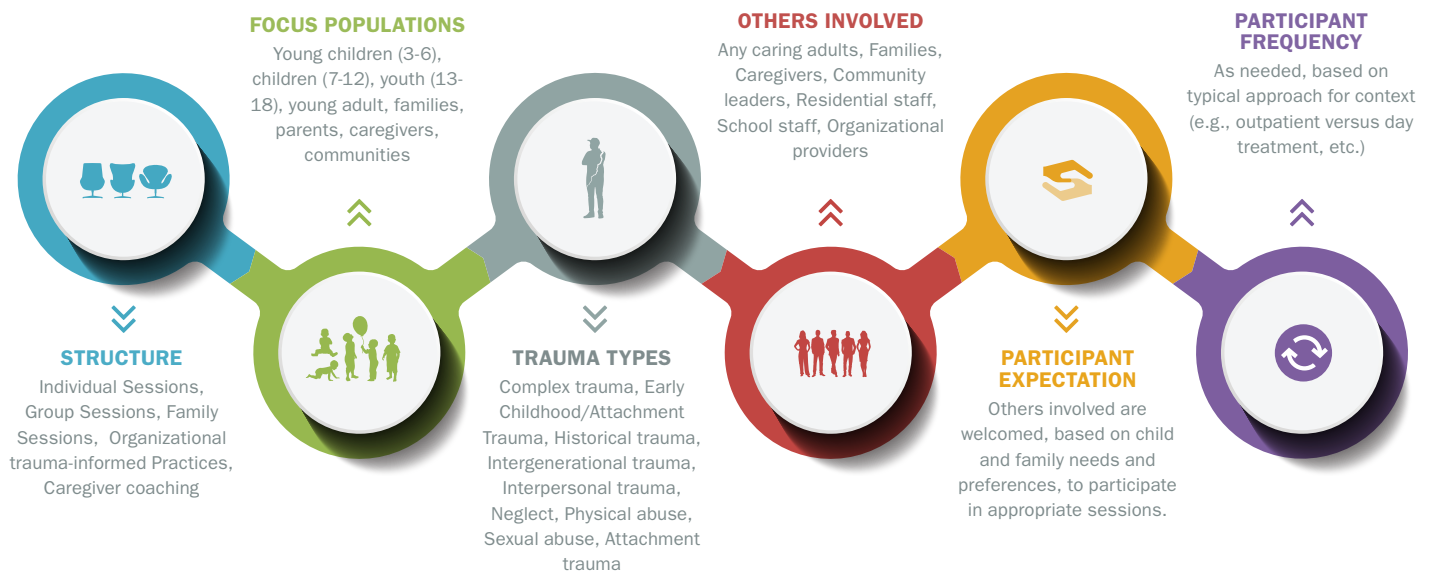 STRUCTURE
Individual Sessions,
Group Sessions, Family
Sessions,  Organizational
trauma-informed Practices,
Caregiver coaching
FOCUS POPULATIONS
Young children (3-6),
children (7-12), youth (13-
18), young adult, families,
parents, caregivers,
communities
TRAUMA TYPES
Complex trauma, Early
Childhood/Attachment
Trauma, Historical trauma,
Intergenerational trauma,
Interpersonal trauma,
Neglect, Physical abuse,
Sexual abuse, Attachment
trauma
OTHERS INVOLVED
Any caring adults, Families,
Caregivers, Community
leaders, Residential staff,
School staff, Organizational
providers
PARTICIPANT
EXPECTATION
Others involved are
welcomed, based on child
and family needs and
preferences, to participate
in appropriate sessions.
PARTICIPANT
FREQUENCY
As needed, based on
typical approach for context
(e.g., outpatient versus day
treatment, etc.)